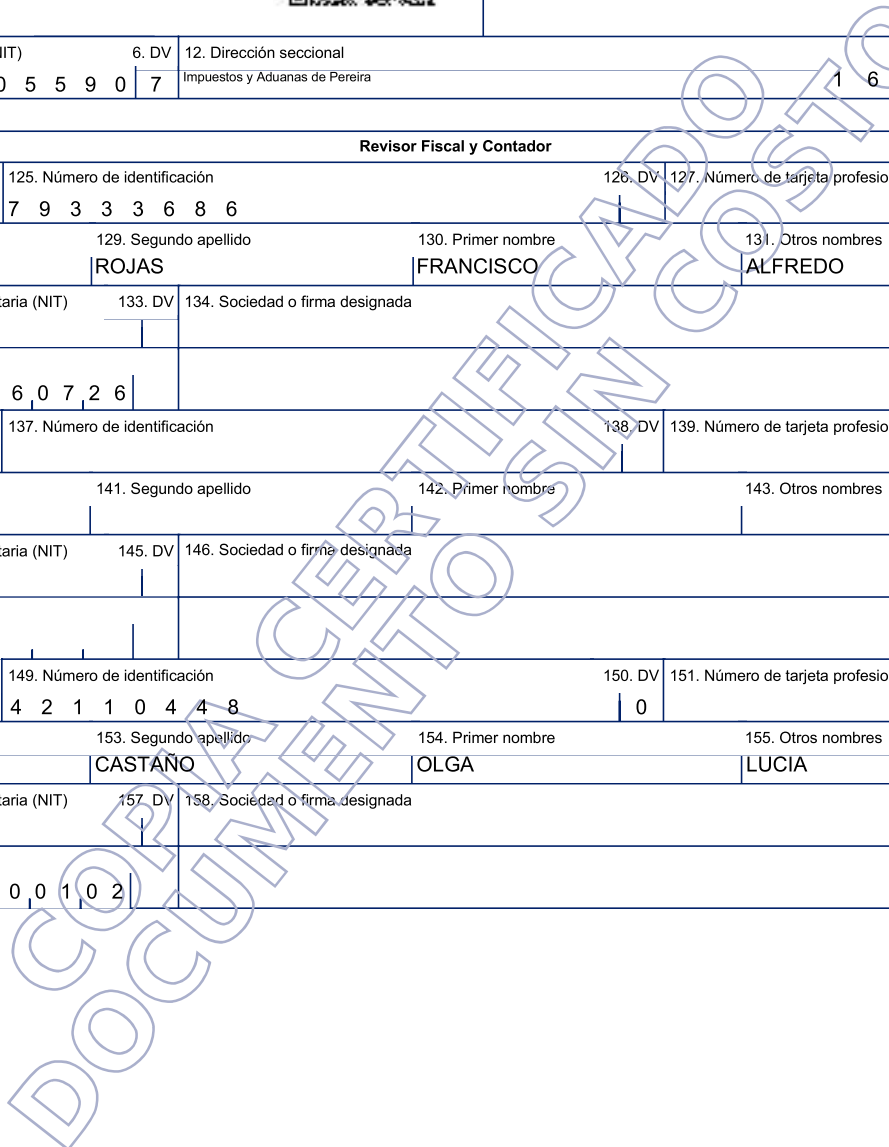 NIT) 6. DV 12. Dirección seccional
0 5 5 9 0 7 Impuestos y Aduanas de Pereira 1 6
Revisor Fiscal y Contador
125. Número de identificación 126. DV 127. Número de tarjeta profesio
7 9 3 3 3 6 8 6
129. Segundo apellido 130. Primer nombre 131. Otros nombres
ROJAS FRANCISCO ALFREDO
taria (NIT) 133. DV 134. Sociedad o firma designada
6 0 7 2 6
137. Número de identificación 138. DV 139. Número de tarjeta profesio
141. Segundo apellido 142. Primer nombre 143. Otros nombres
taria (NIT) 145. DV 146. Sociedad o firma designada
149. Número de identificación 150. DV 151. Número de tarjeta profesio
4 2 1 1 0 4 4 8 0
153. Segundo apellido 154. Primer nombre 155. Otros nombres
CASTAÑO OLGA LUCIA
taria (NIT) 157. DV 158. Sociedad o firma designada
0 0 1 0 2
COPIA CERTIFICADO
DOCUMENTO SIN COSTO